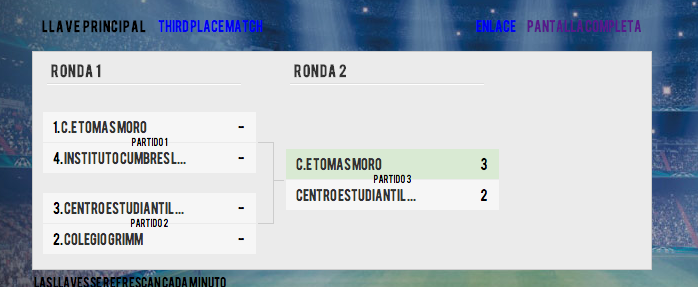 LLAVE PRINCIPAL THIRD PLACE MATCH ENLACE PANTALLA COMPLETA
RONDA 1 RONDA 2
1. C.E TOMAS MORO -
PARTIDO 1
4. INSTITUTO CUMBRES L... -
C.E TOMAS MORO 3
PARTIDO 3
CENTRO ESTUDIANTIL... 2
3. CENTRO ESTUDIANTIL... -
PARTIDO 2
2. COLEGIO GRIMM -
LAS LLAVES SE REFRESCAN CADA MINUTO